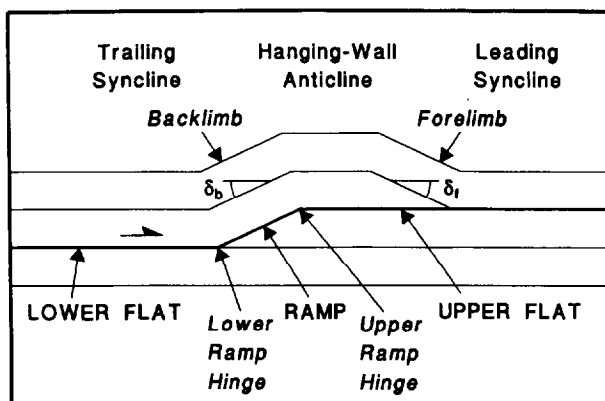 Trailing
Syncline
Hanging-Wall
Anticline
Leading
Syncline
Backlimb
Forelimb
δb
δf
LOWER FLAT
Lower
Ramp
Hinge
RAMP
Upper
Ramp
Hinge
UPPER FLAT